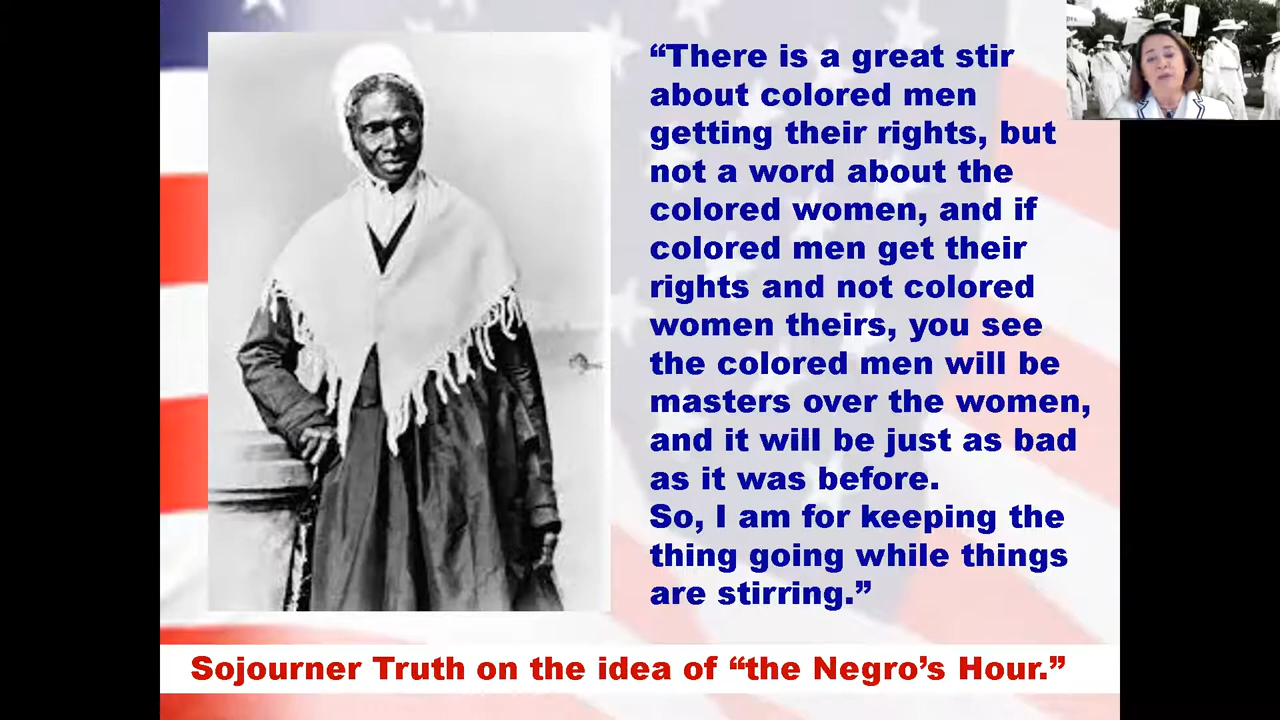 “There is a great stir
about colored men
getting their rights, but
not a word about the
colored women, and if
colored men get their
rights and not colored
women theirs, you see
the colored men will be
masters over the women,
and it will be just as bad
as it was before.
So, I am for keeping the
thing going while things
are stirring.”
Sojourner Truth on the idea of “the Negro’s Hour.”